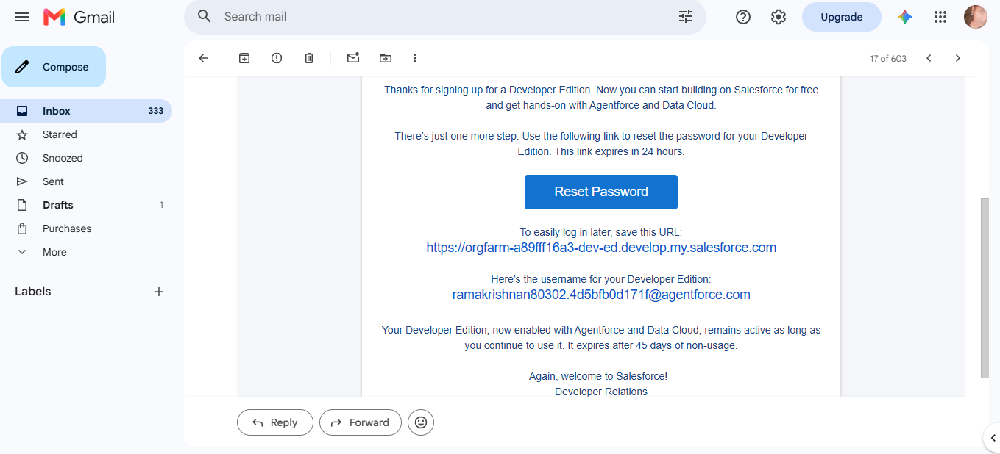 Gmail
Search mail
Upgrade
Compose
17 of 603
Inbox 333
Starred
Snoozed
Sent
Drafts 1
Purchases
More
Labels
Thanks for signing up for a Developer Edition. Now you can start building on Salesforce for free
and get hands-on with Agentforce and Data Cloud.
There's just one more step. Use the following link to reset the password for your Developer
Edition. This link expires in 24 hours.
Reset Password
To easily log in later, save this URL:
https://orgfarm-a89fff16a3-dev-ed.develop.my.salesforce.com
Here's the username for your Developer Edition:
ramakrishnan80302.4d5bfb0d171f@agentforce.com
Your Developer Edition, now enabled with Agentforce and Data Cloud, remains active as long as
you continue to use it. It expires after 45 days of non-usage.
Again, welcome to Salesforce!
Developer Relations
Reply
Forward